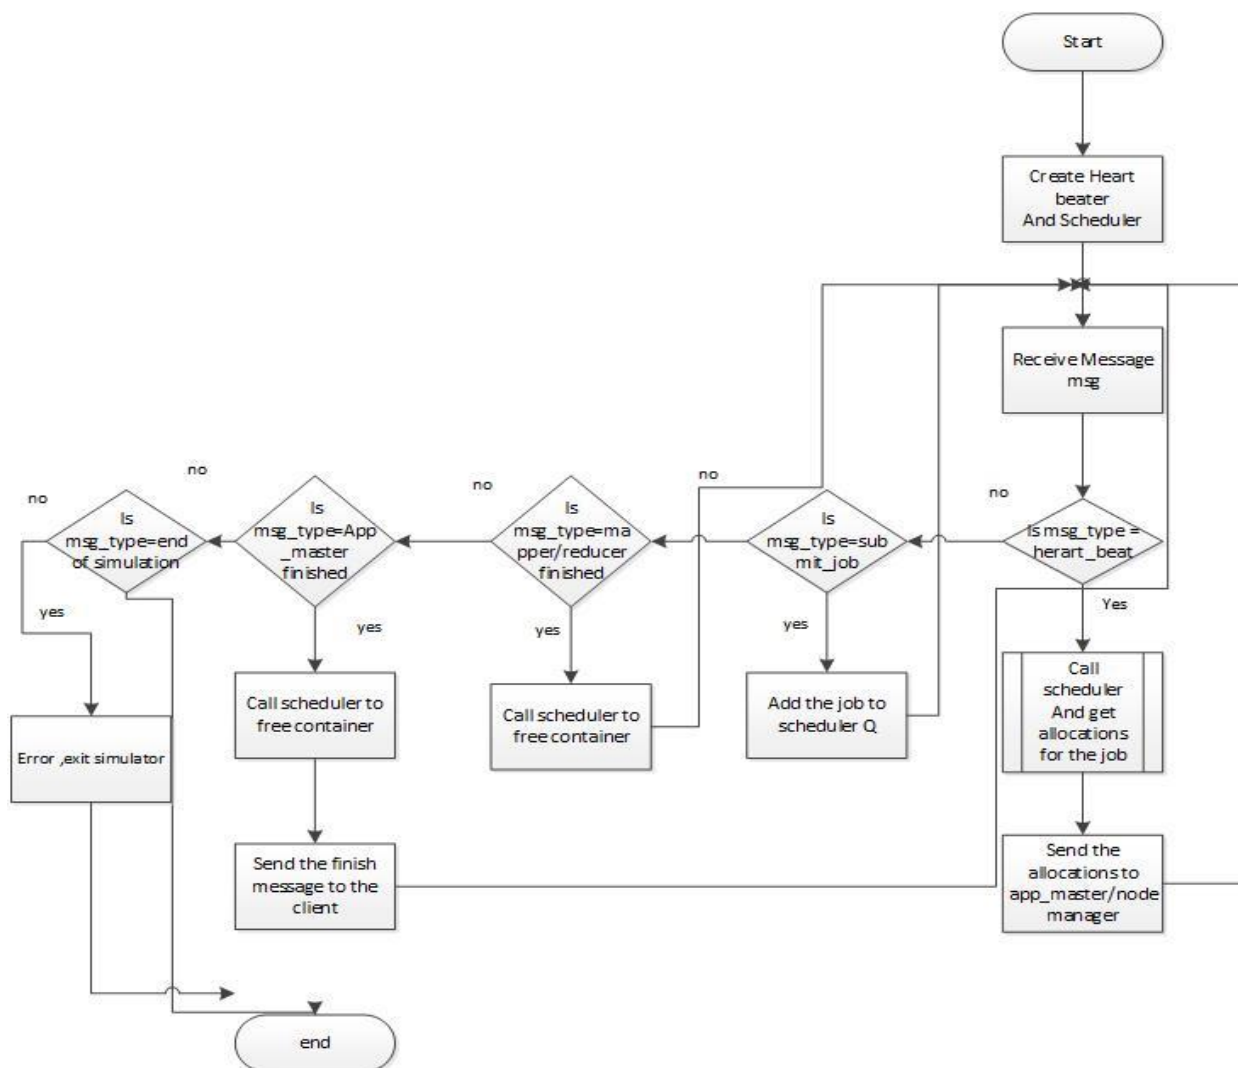 Start
Create Heart
beater
And Scheduler
Receive Message
msg
no
no
no
no
no
Is
msg_type=end
of simulation
Is
msg_type=App
_master
finished
Is
msg_type=ma
pper/reducer
finished
Is
msg_type=sub
mit_job
Is msg_type =
herart_beat
yes
yes
yes
yes
Yes
Error ,exit simulator
Call scheduler to
free container
Call scheduler to
free container
Add the job to
scheduler Q
Call
scheduler
And get
allocations
for the job
Send the finish
message to the
client
Send the
allocations to
app_master/node
manager
end